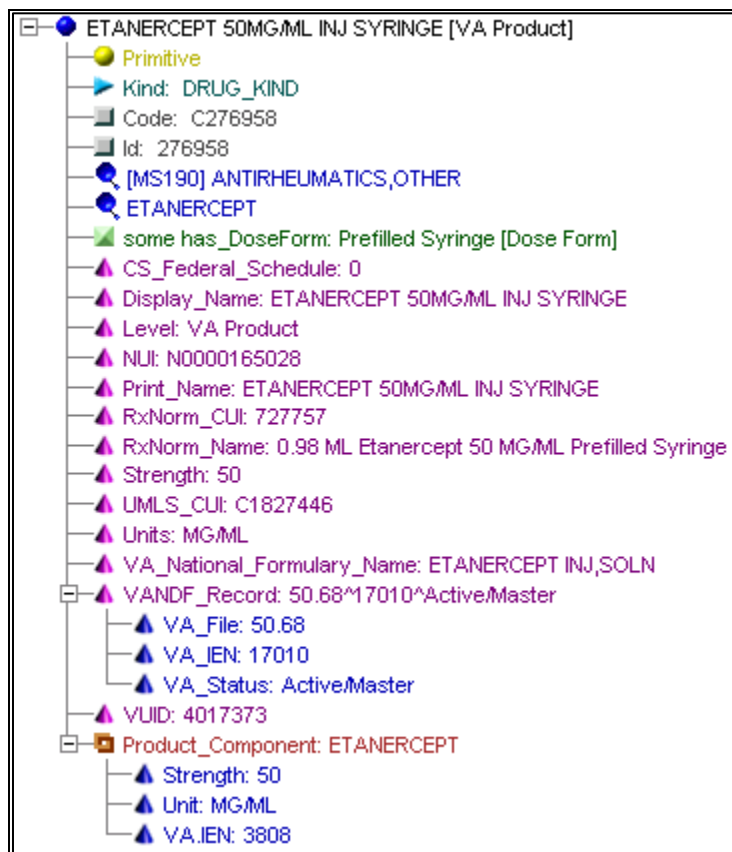 ETANERCEPT 50MG/ML INJ SYRINGE [VA Product]
Primitive
Kind: DRUG_KIND
Code: C276958
Id: 276958
[MS190] ANTIRHEUMATICS,OTHER
ETANERCEPT
some has_DoseForm: Prefilled Syringe [Dose Form]
CS_Federal_Schedule: 0
Display_Name: ETANERCEPT 50MG/ML INJ SYRINGE
Level: VA Product
NUI: N0000165028
Print_Name: ETANERCEPT 50MG/ML INJ SYRINGE
RxNorm_CUI: 727757
RxNorm_Name: 0.98 ML Etanercept 50 MG/ML Prefilled Syringe
Strength: 50
UMLS_CUI: C1827446
Units: MG/ML
VA_National_Formulary_Name: ETANERCEPT INJ,SOLN
VANDF_Record: 50.68^17010^Active/Master
VA_File: 50.68
VA_IEN: 17010
VA_Status: Active/Master
VUID: 4017373
Product_Component: ETANERCEPT
Strength: 50
Unit: MG/ML
VA.IEN: 3808